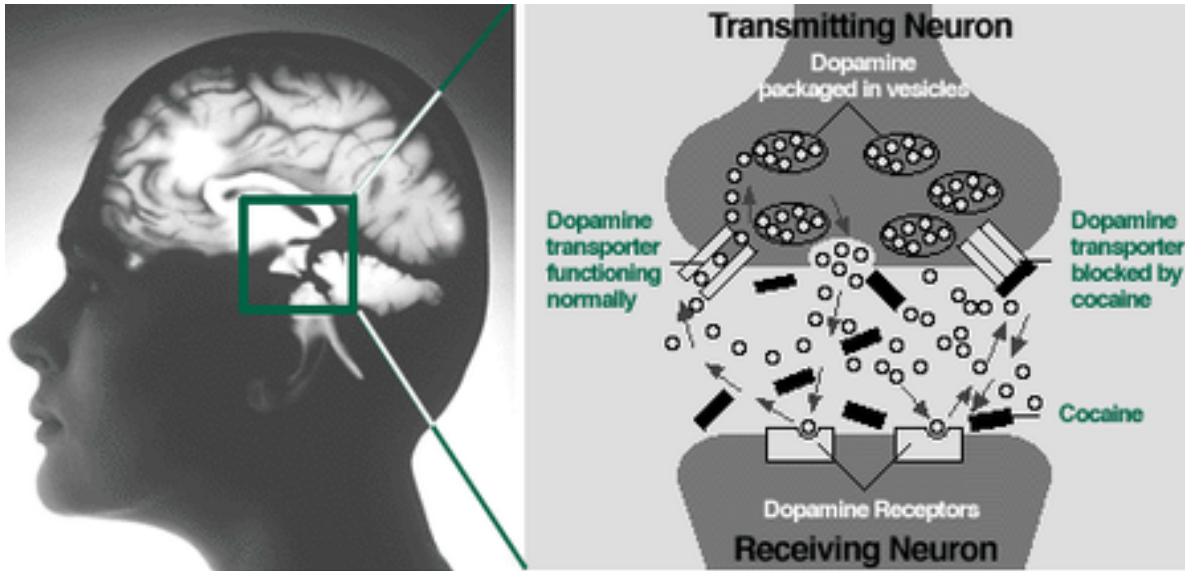 Transmitting Neuron
Dopamine
packaged in vesicles
Dopamine
transporter
functioning
normally
Dopamine
transporter
blocked by
cocaine
Cocaine
Dopamine Receptors
Receiving Neuron